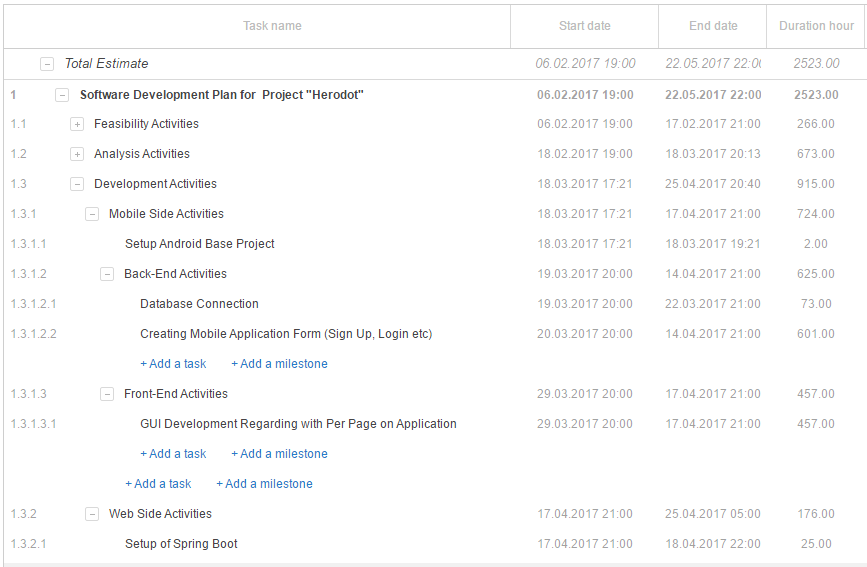 Task name Start date End date Duration hour
Total Estimate 06.02.2017 19:00 22.05.2017 22:00 2523.00
1 Software Development Plan for Project "Herodot" 06.02.2017 19:00 22.05.2017 22:00 2523.00
1.1 Feasibility Activities 06.02.2017 19:00 17.02.2017 21:00 266.00
1.2 Analysis Activities 18.02.2017 19:00 18.03.2017 20:13 673.00
1.3 Development Activities 18.03.2017 17:21 25.04.2017 20:40 915.00
1.3.1 Mobile Side Activities 18.03.2017 17:21 17.04.2017 21:00 724.00
1.3.1.1 Setup Android Base Project 18.03.2017 17:21 18.03.2017 19:21 2.00
1.3.1.2 Back-End Activities 19.03.2017 20:00 14.04.2017 21:00 625.00
1.3.1.2.1 Database Connection 19.03.2017 20:00 22.03.2017 21:00 73.00
1.3.1.2.2 Creating Mobile Application Form (Sign Up, Login etc) 20.03.2017 20:00 14.04.2017 21:00 601.00
+ Add a task + Add a milestone
1.3.1.3 Front-End Activities 29.03.2017 20:00 17.04.2017 21:00 457.00
1.3.1.3.1 GUI Development Regarding with Per Page on Application 29.03.2017 20:00 17.04.2017 21:00 457.00
+ Add a task + Add a milestone
+ Add a task + Add a milestone
1.3.2 Web Side Activities 17.04.2017 21:00 25.04.2017 05:00 176.00
1.3.2.1 Setup of Spring Boot 17.04.2017 21:00 18.04.2017 22:00 25.00